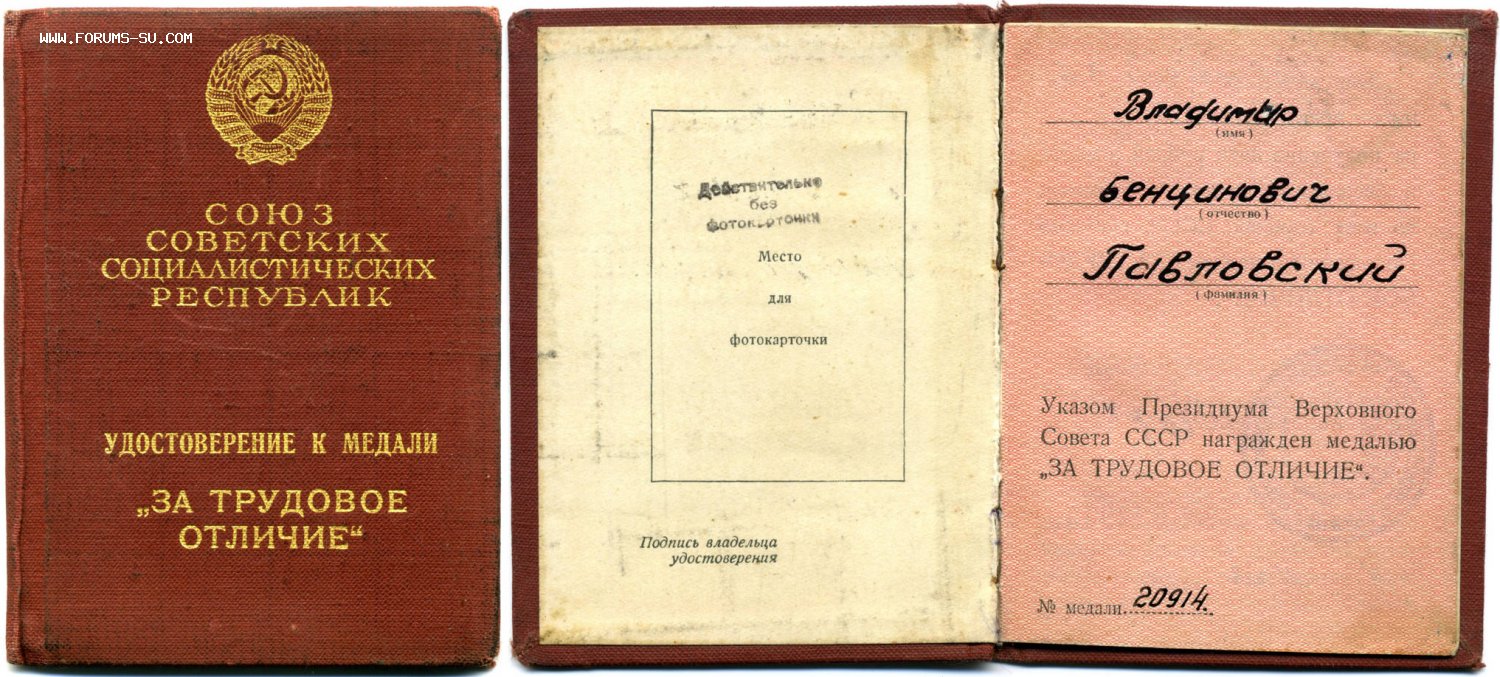 www.forums-su.com
СОЮЗ
СОВЕТСКИХ
СОЦИАЛИСТИЧЕСКИХ
РЕСПУБЛИК
УДОСТОВЕРЕНИЕ К МЕДАЛИ
„ЗА ТРУДОВОЕ
ОТЛИЧИЕ“
Действительно
без
фотокарточки
Место
для
фотокарточки
Подпись владельца
удостоверения
Владимир
(имя)
Бенцинович
(отчество)
Павловский
(фамилия)
Указом Президиума Верховного
Совета СССР награжден медалью
„ЗА ТРУДОВОЕ ОТЛИЧИЕ“.
№ медали 20914.